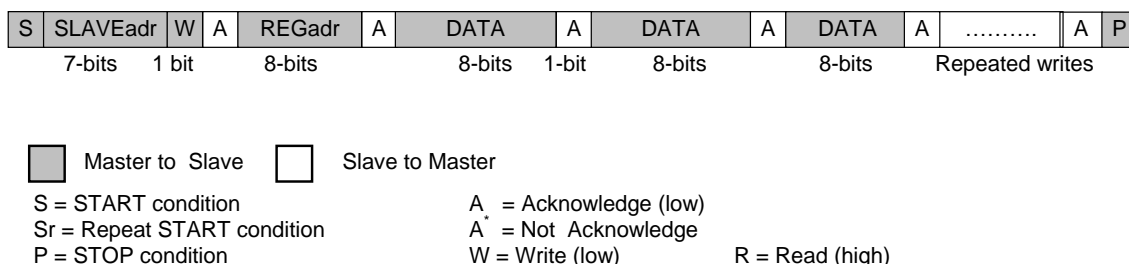 S SLAVEadr W A REGadr A DATA A DATA A DATA A ………. A P
7-bits 1 bit 8-bits 8-bits 1-bit 8-bits 8-bits Repeated writes
Master to Slave Slave to Master
S = START condition A = Acknowledge (low)
Sr = Repeat START condition A* = Not Acknowledge
P = STOP condition W = Write (low) R = Read (high)